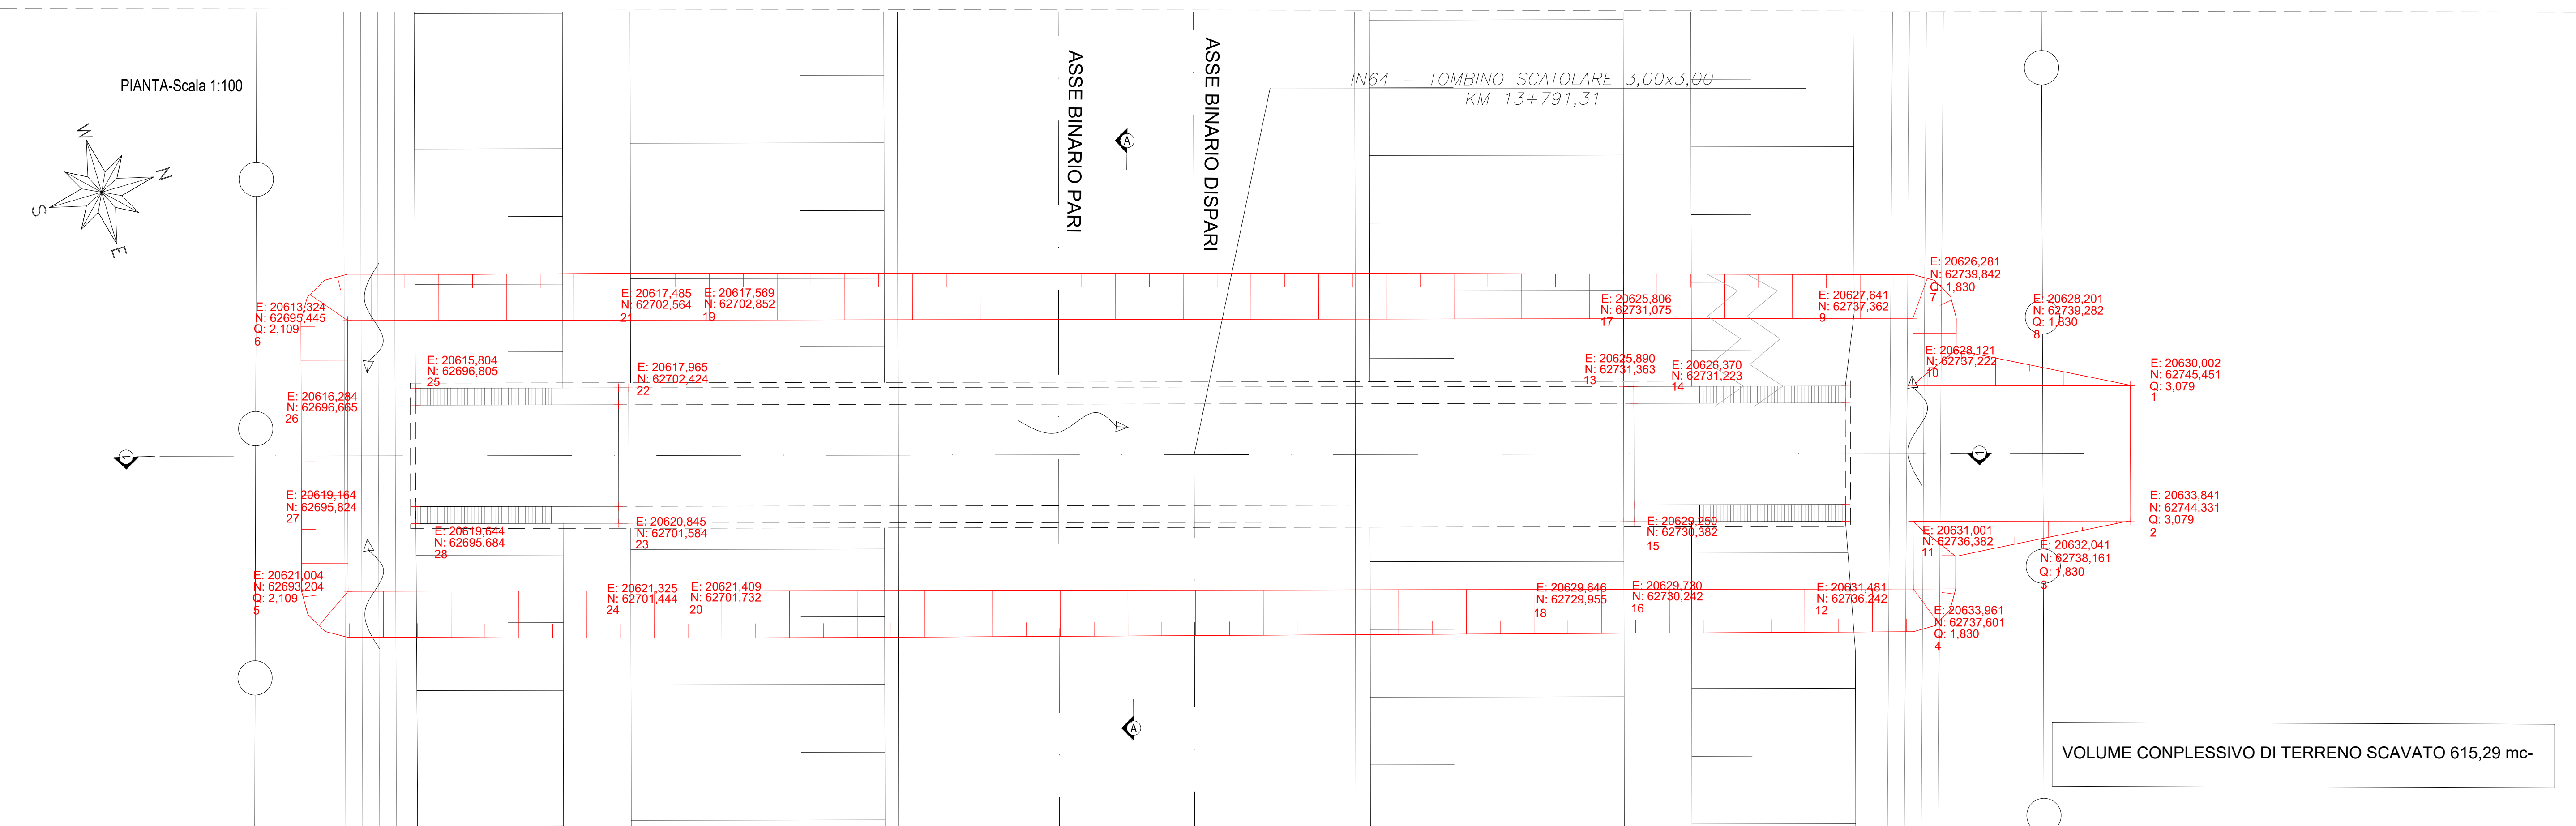 PIANTA-Scala 1:100
W
N
S
E
ASSE BINARIO PARI
ASSE BINARIO DISPARI
A
IN64 - TOMBINO SCATOLARE 3,00x3,00
KM 13+791,31
E: 20613,324
N: 62695,445
Q: 2,109
6
E: 20617,485
N: 62702,564
21
E: 20617,569
N: 62702,852
19
E: 20625,806
N: 62731,075
17
E: 20627,641
N: 62737,362
9
E: 20626,281
N: 62739,842
Q: 1,830
7
E: 20628,201
N: 62739,282
Q: 1,830
8
E: 20615,804
N: 62696,805
25
E: 20617,965
N: 62702,424
22
E: 20625,890
N: 62731,363
13
E: 20626,370
N: 62731,223
14
E: 20628,121
N: 62737,222
10
E: 20630,002
N: 62745,451
Q: 3,079
1
E: 20616,284
N: 62696,665
26
1
1
E: 20619,164
N: 62695,824
27
E: 20619,644
N: 62695,684
28
E: 20620,845
N: 62701,584
23
E: 20629,250
N: 62730,382
15
E: 20631,001
N: 62736,382
11
E: 20633,841
N: 62744,331
Q: 3,079
2
E: 20632,041
N: 62738,161
Q: 1,830
3
E: 20621,004
N: 62693,204
Q: 2,109
5
E: 20621,325
N: 62701,444
24
E: 20621,409
N: 62701,732
20
E: 20629,646
N: 62729,955
18
E: 20629,730
N: 62730,242
16
E: 20631,481
N: 62736,242
12
E: 20633,961
N: 62737,601
Q: 1,830
4
A
VOLUME CONPLESSIVO DI TERRENO SCAVATO 615,29 mc-